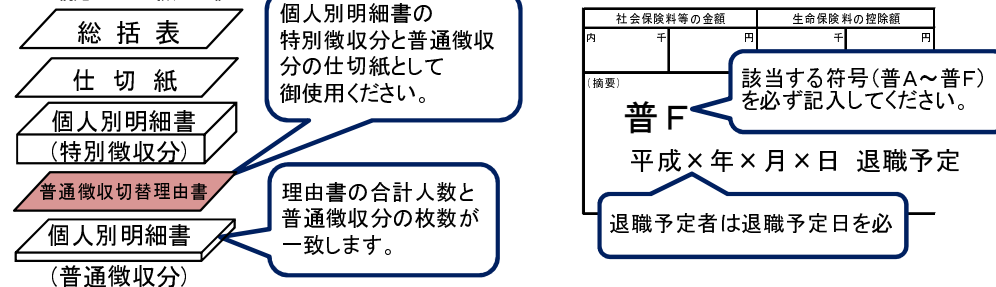 総括表
仕切紙
個人別明細書
(特別徴収分)
普通徴収切替理由書
個人別明細書
(普通徴収分)
個人別明細書の
特別徴収分と普通徴収
分の仕切紙として
御使用ください。
理由書の合計人数と
普通徴収分の枚数が
一致します。
社会保険料等の金額 生命保険料の控除額
内 千 円 千 円
(摘要)
普F
平成×年×月×日 退職予定
該当する符号(普A～普F)
を必ず記入してください。
退職予定者は退職予定日を必